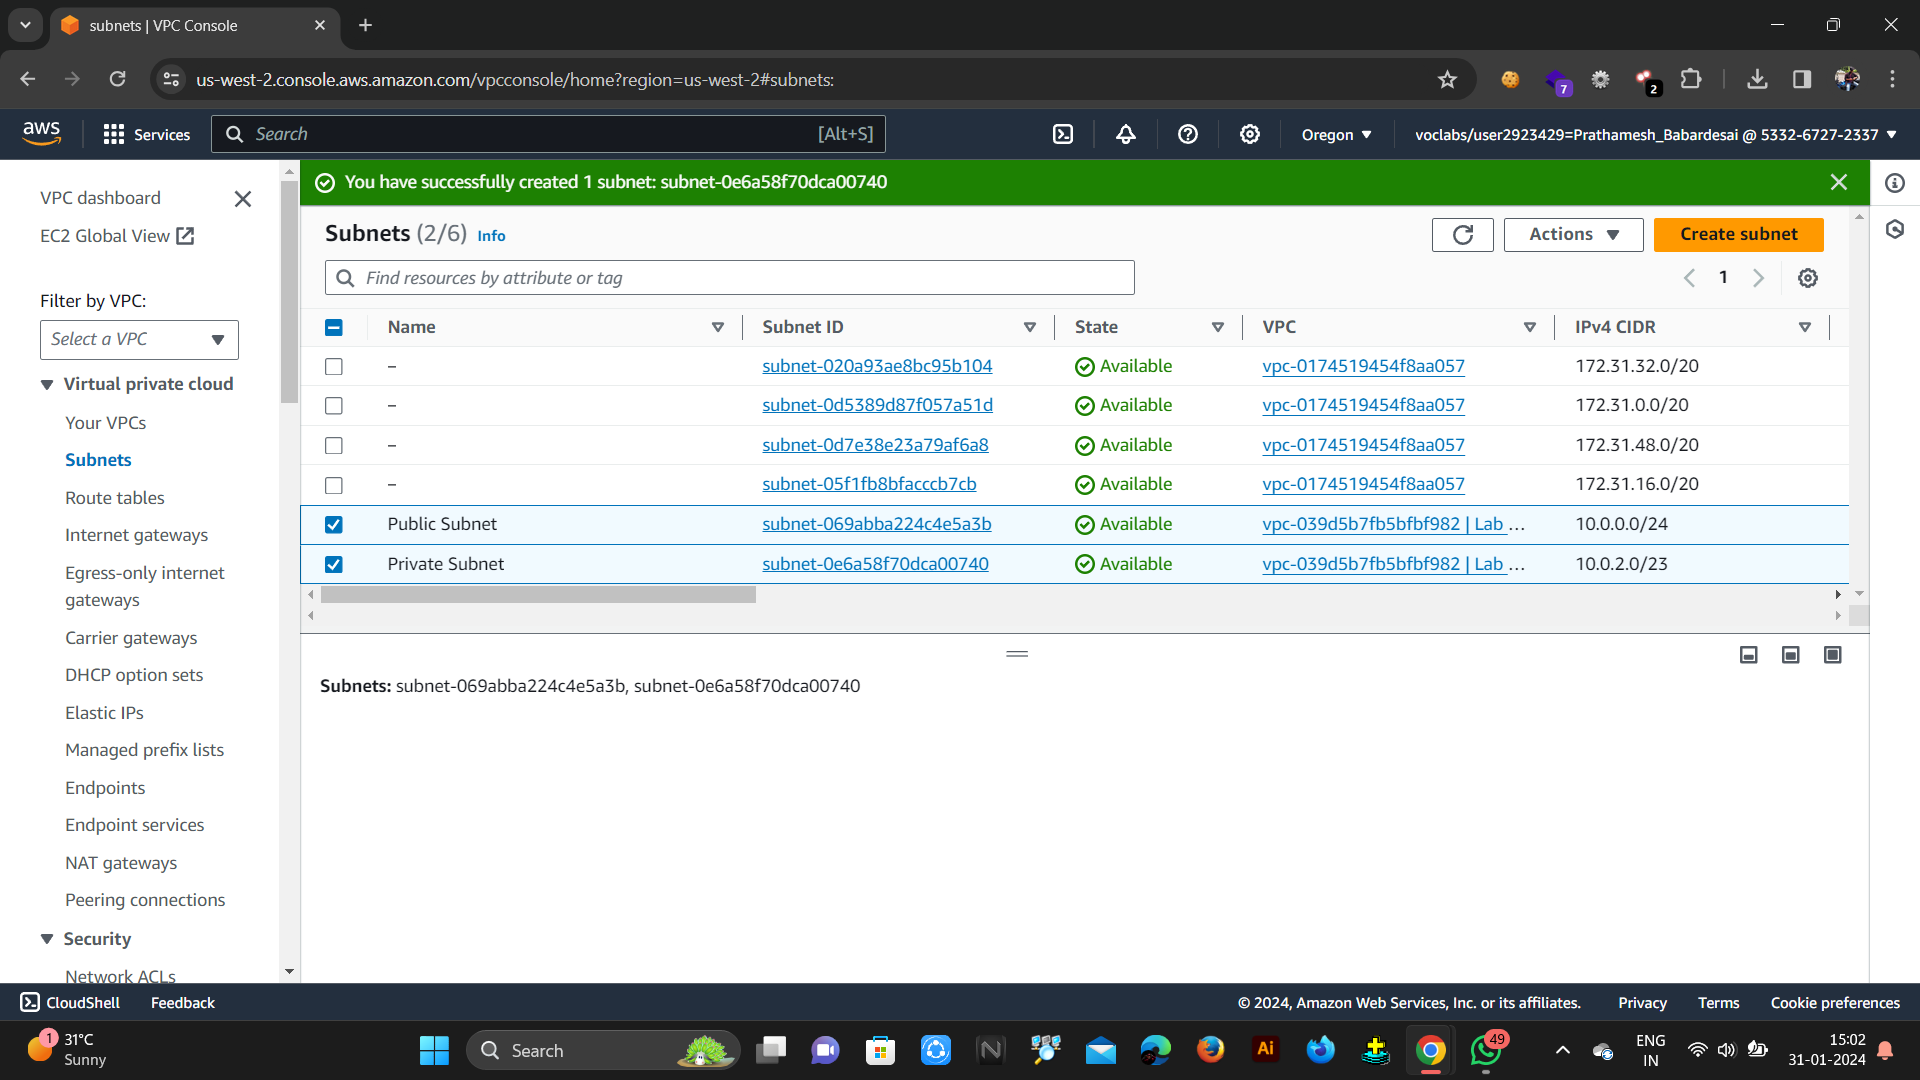 subnets | VPC Console
us-west-2.console.aws.amazon.com/vpcconsole/home?region=us-west-2#subnets:
7
2
aws
Services
Search
[Alt+S]
Oregon
voclabs/user2923429=Prathamesh_Babardesai @ 5332-6727-2337
VPC dashboard
EC2 Global View
Filter by VPC:
Select a VPC
Virtual private cloud
Your VPCs
Subnets
Route tables
Internet gateways
Egress-only internet
gateways
Carrier gateways
DHCP option sets
Elastic IPs
Managed prefix lists
Endpoints
Endpoint services
NAT gateways
Peering connections
Security
Network ACLs
You have successfully created 1 subnet: subnet-0e6a58f70dca00740
Subnets (2/6) Info
Actions
Create subnet
Find resources by attribute or tag
1
Name Subnet ID State VPC IPv4 CIDR
– subnet-020a93ae8bc95b104 Available vpc-0174519454f8aa057 172.31.32.0/20
– subnet-0d5389d87f057a51d Available vpc-0174519454f8aa057 172.31.0.0/20
– subnet-0d7e38e23a79af6a8 Available vpc-0174519454f8aa057 172.31.48.0/20
– subnet-05f1fb8bfacccb7cb Available vpc-0174519454f8aa057 172.31.16.0/20
Public Subnet subnet-069abba224c4e5a3b Available vpc-039d5b7fb5bfbf982 | Lab ... 10.0.0.0/24
Private Subnet subnet-0e6a58f70dca00740 Available vpc-039d5b7fb5bfbf982 | Lab ... 10.0.2.0/23
Subnets: subnet-069abba224c4e5a3b, subnet-0e6a58f70dca00740
CloudShell
Feedback
© 2024, Amazon Web Services, Inc. or its affiliates.
Privacy
Terms
Cookie preferences
1
31°C
Sunny
Search
N
Ai
49
ENG
IN
15:02
31-01-2024